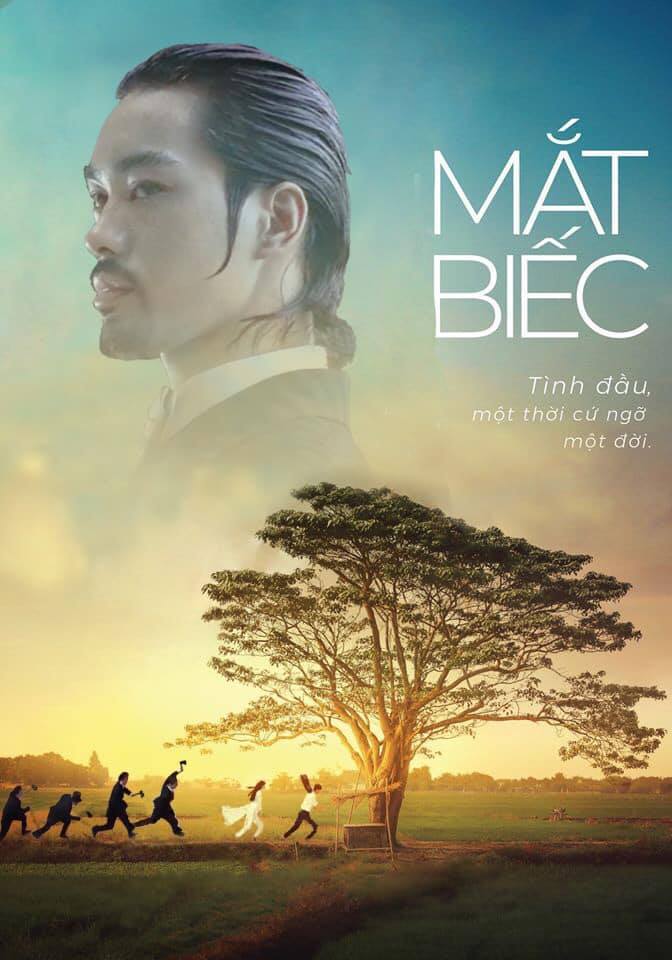 MẮT
BIẾC
Tình đầu,
một thời cứ ngỡ
một đời.